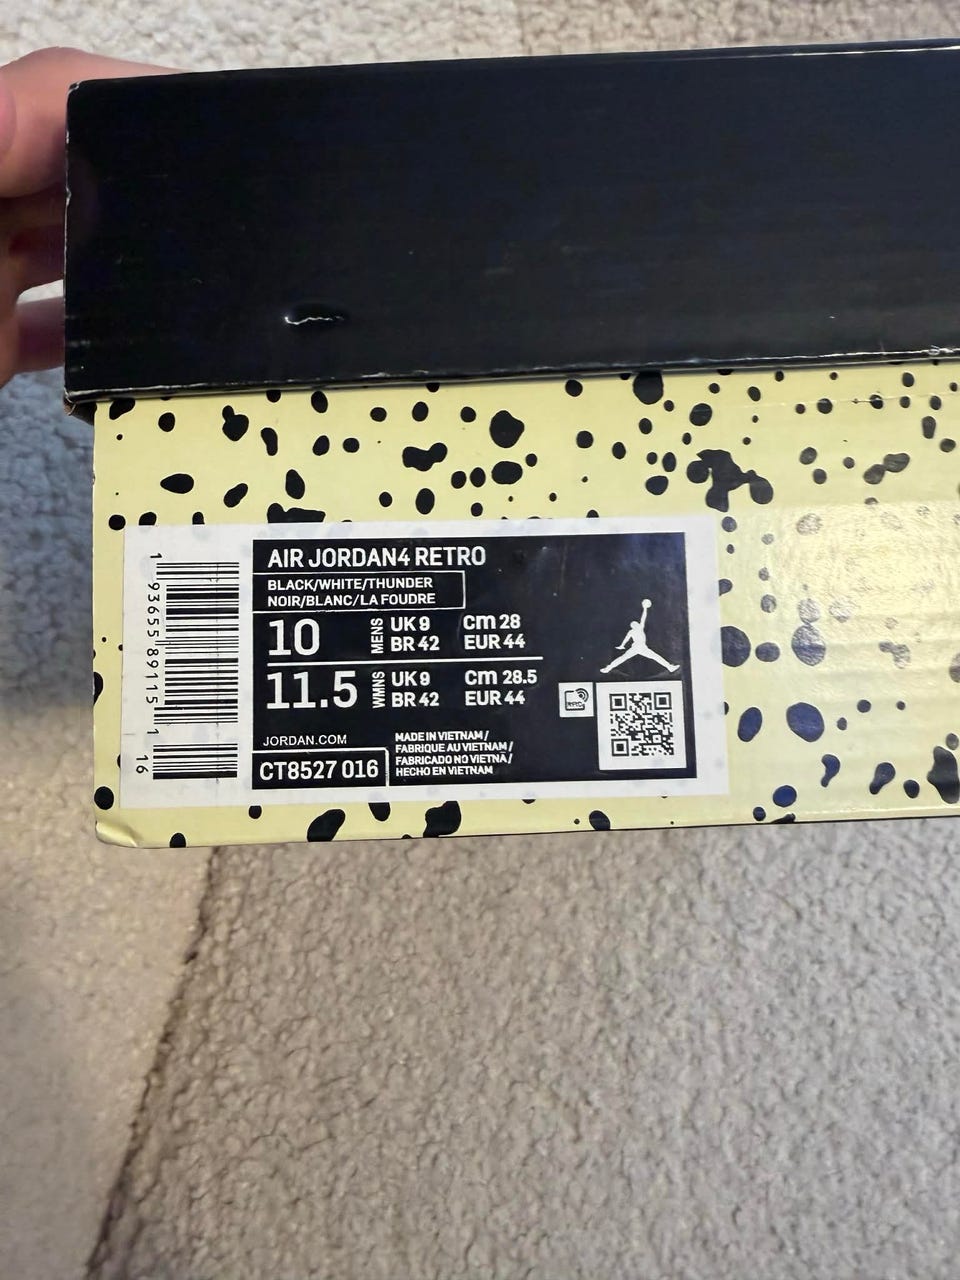 AIR JORDAN4 RETRO
BLACK/WHITE/THUNDER
NOIR/BLANC/LA FOUDRE
10 MENS UK 9 Cm 28
BR 42 EUR 44
11.5 WMNS UK 9 Cm 28.5
BR 42 EUR 44
JORDAN.COM
CT8527 016
MADE IN VIETNAM /
FABRIQUE AU VIETNAM /
FABRICADO NO VIETNÃ /
HECHO EN VIETNAM
1 93655 89115 1
16